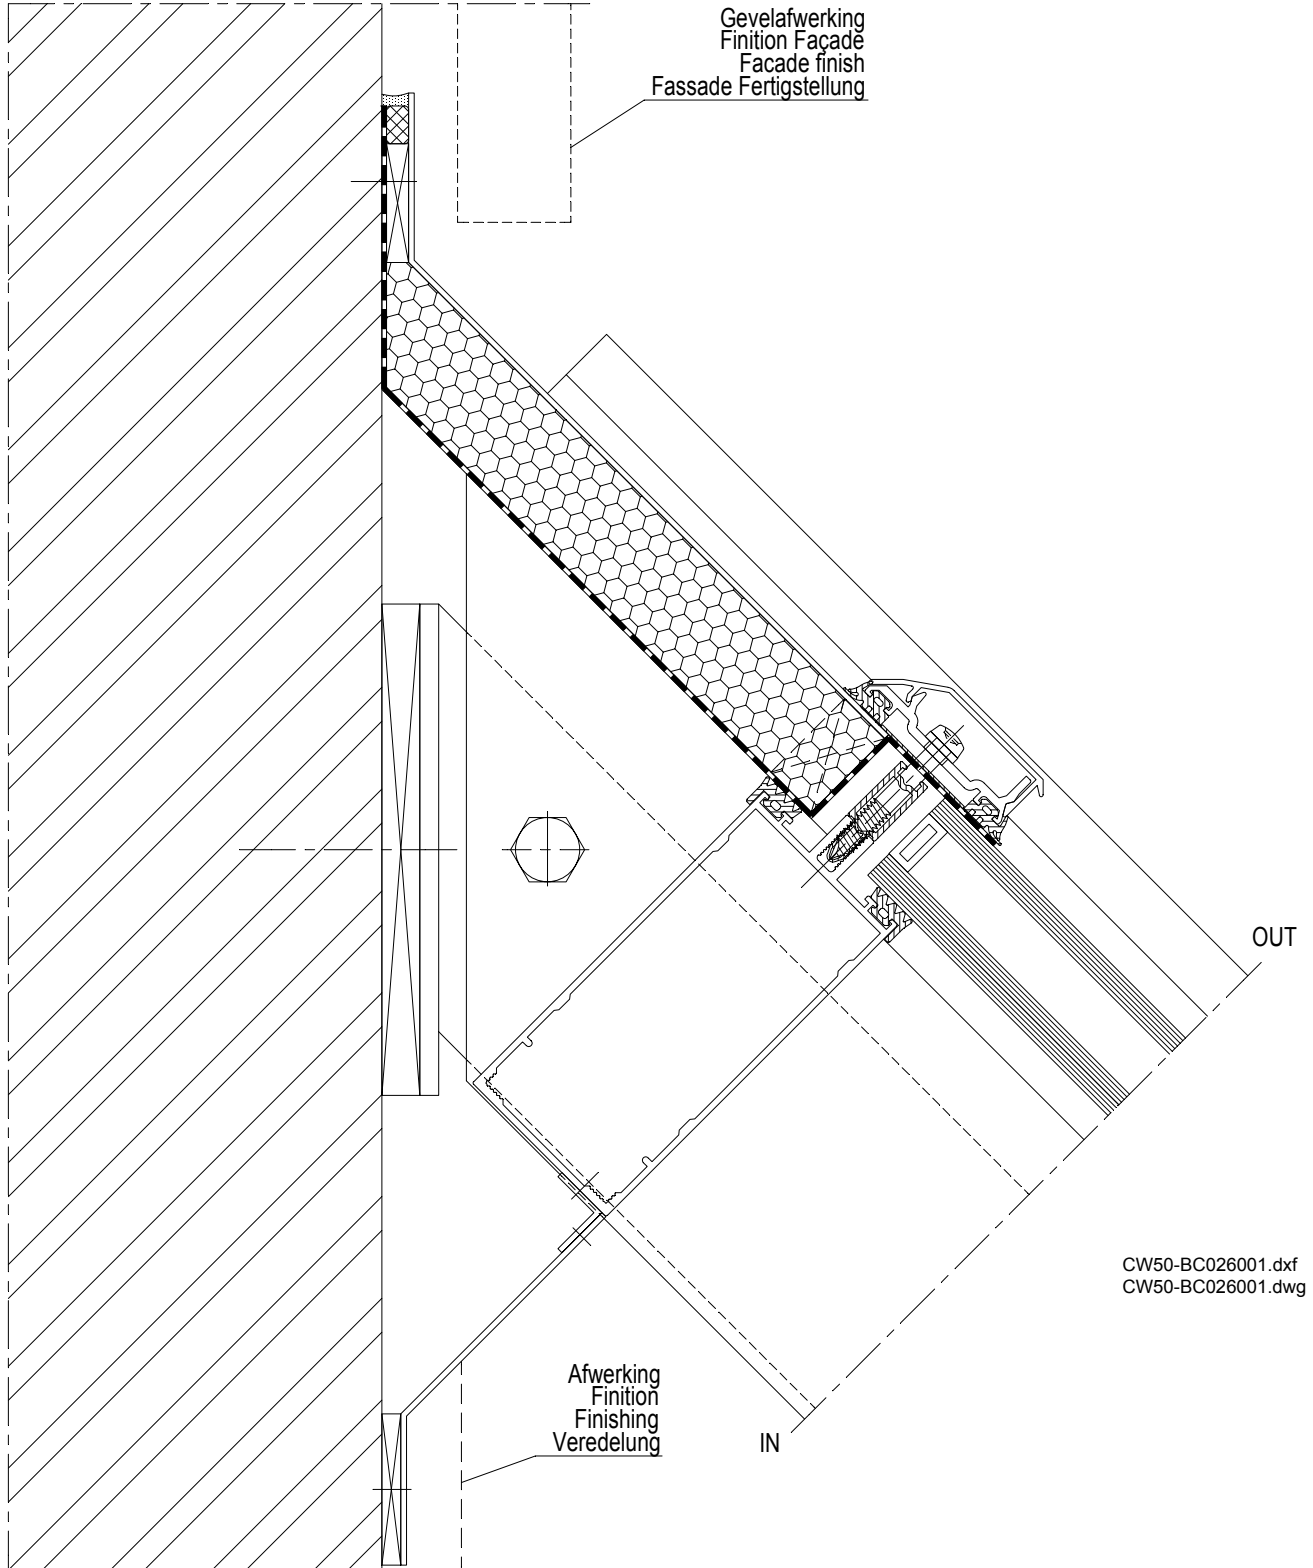 Gevelafwerking
Finition Façade
Facade finish
Fassade Fertigstellung
OUT
CW50-BC026001.dxf
CW50-BC026001.dwg
Afwerking
Finition
Finishing
Veredelung
IN